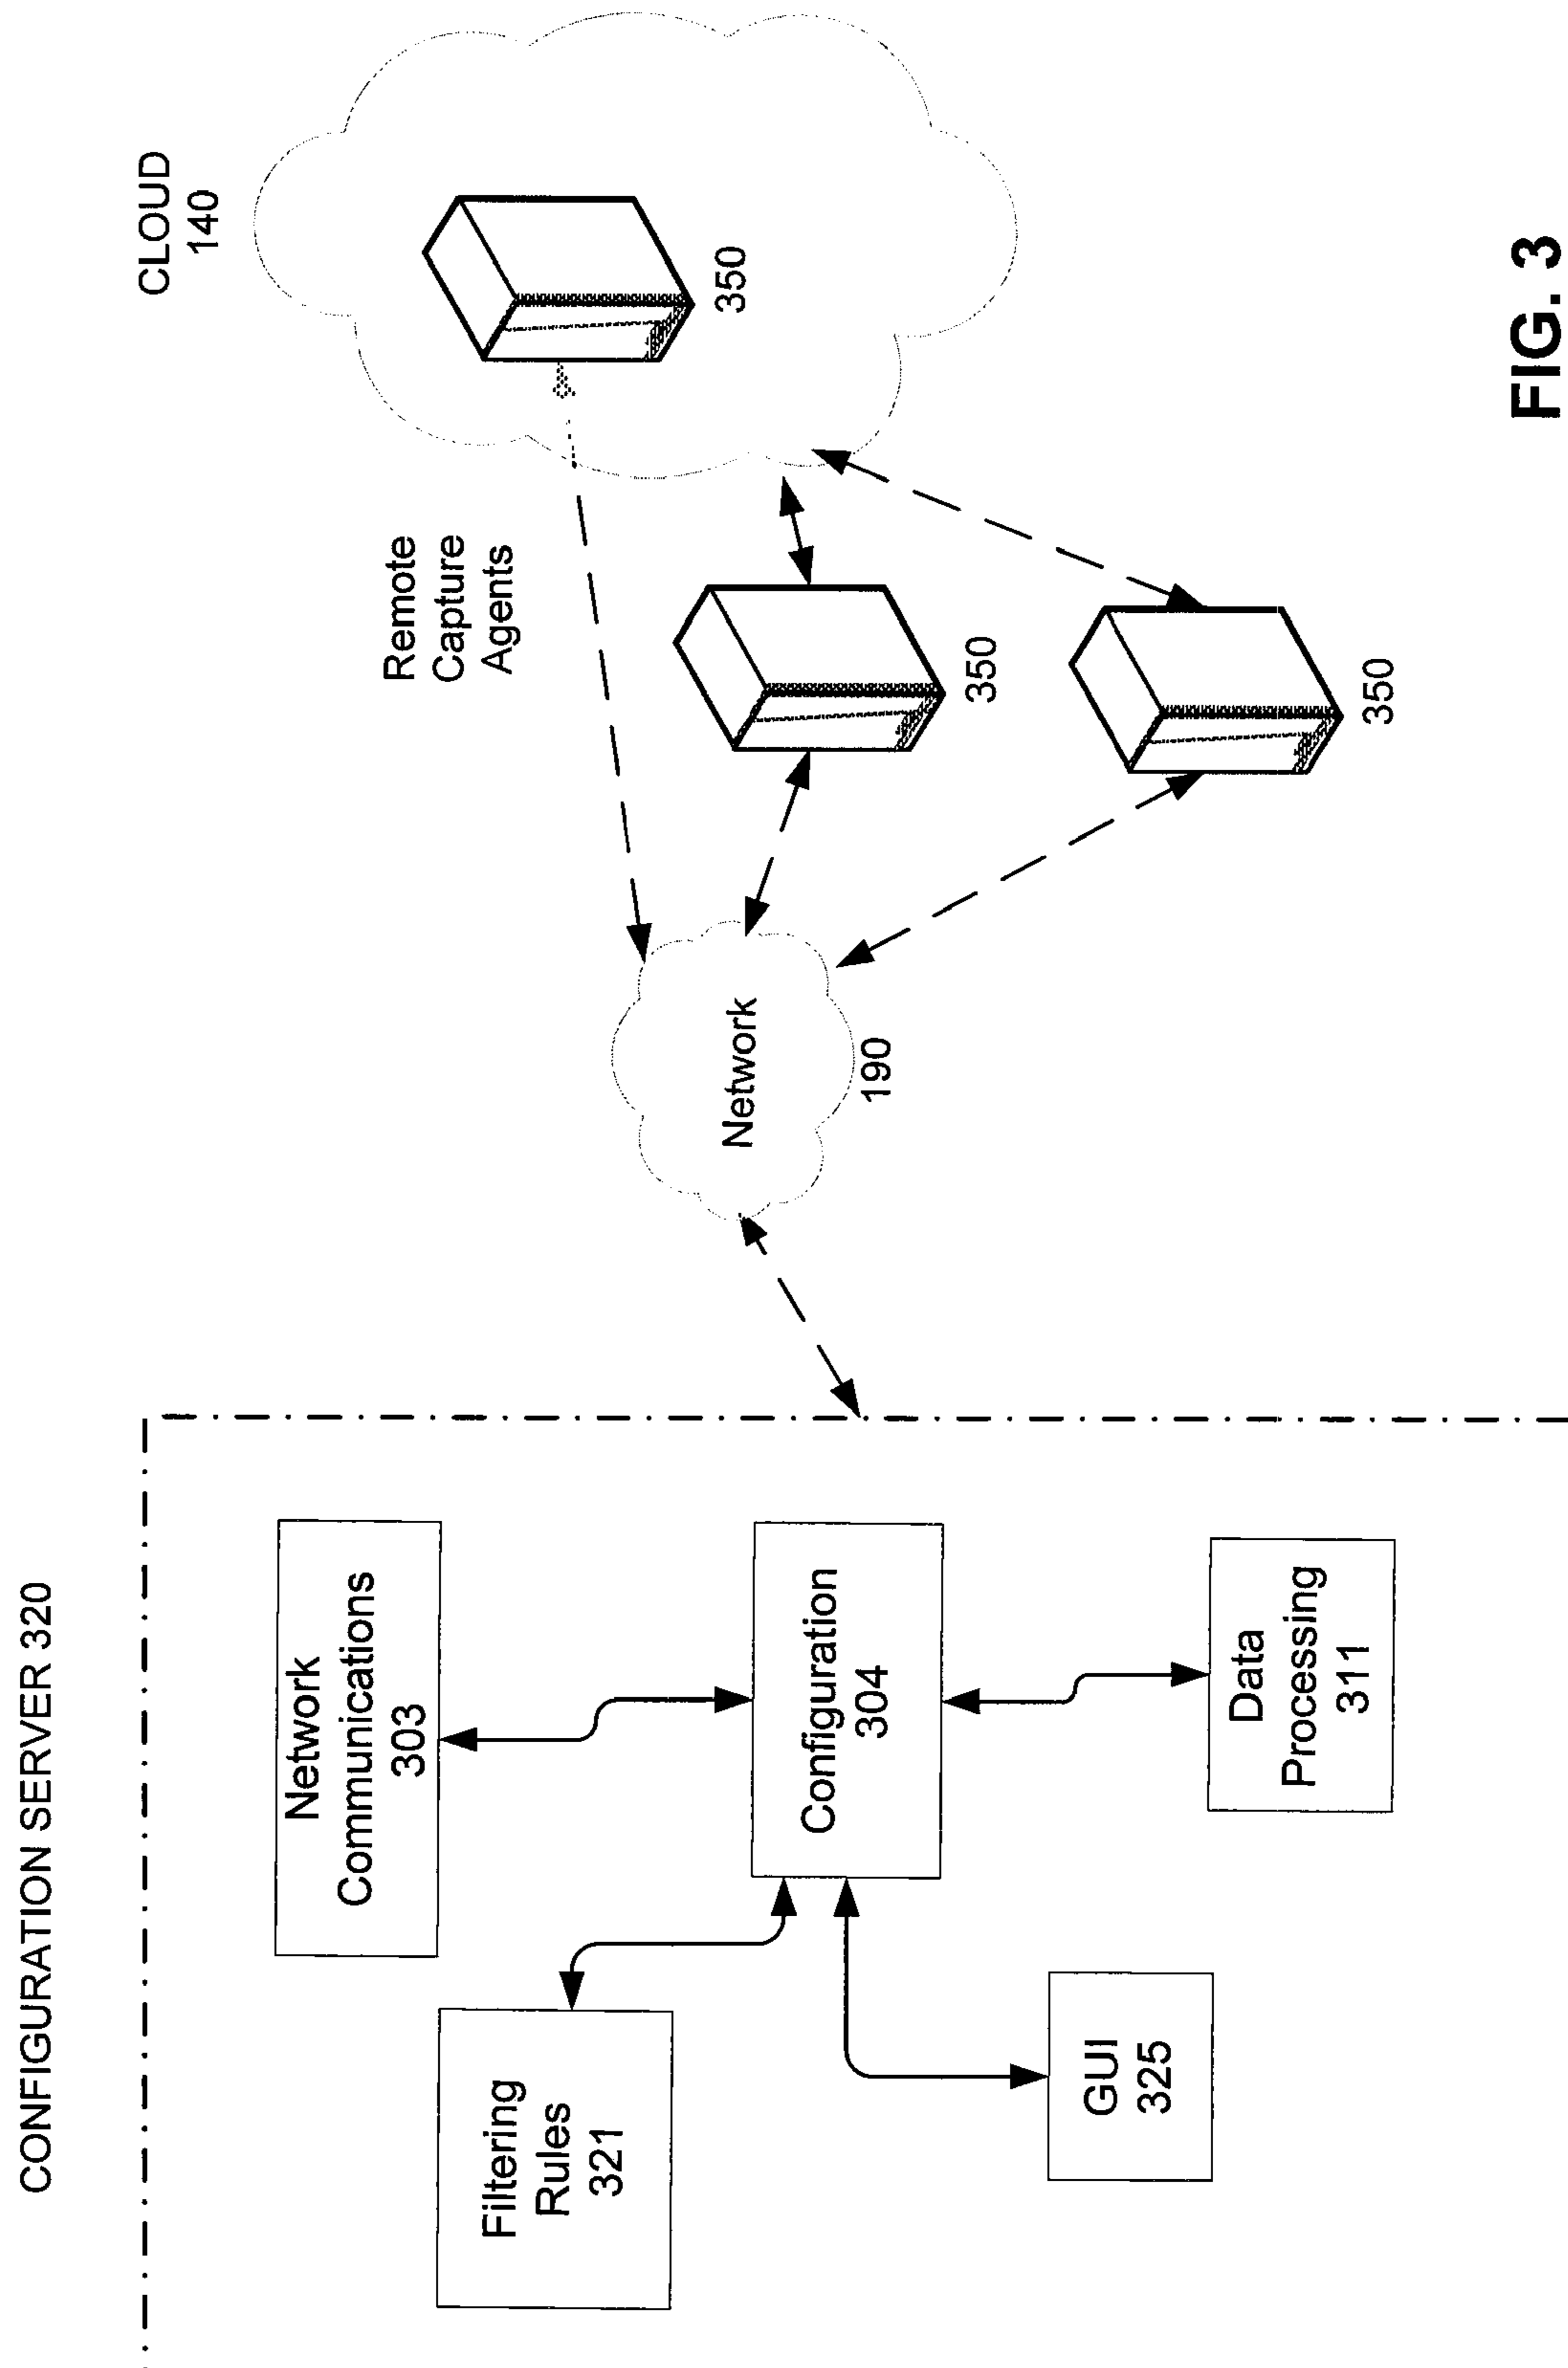 CONFIGURATION SERVER 320
Network
Communications
303
Filtering
Rules
321
Configuration
304
GUI
325
Data
Processing
311
Network
190
Remote
Capture
Agents
CLOUD
140
350
350
350
FIG. 3